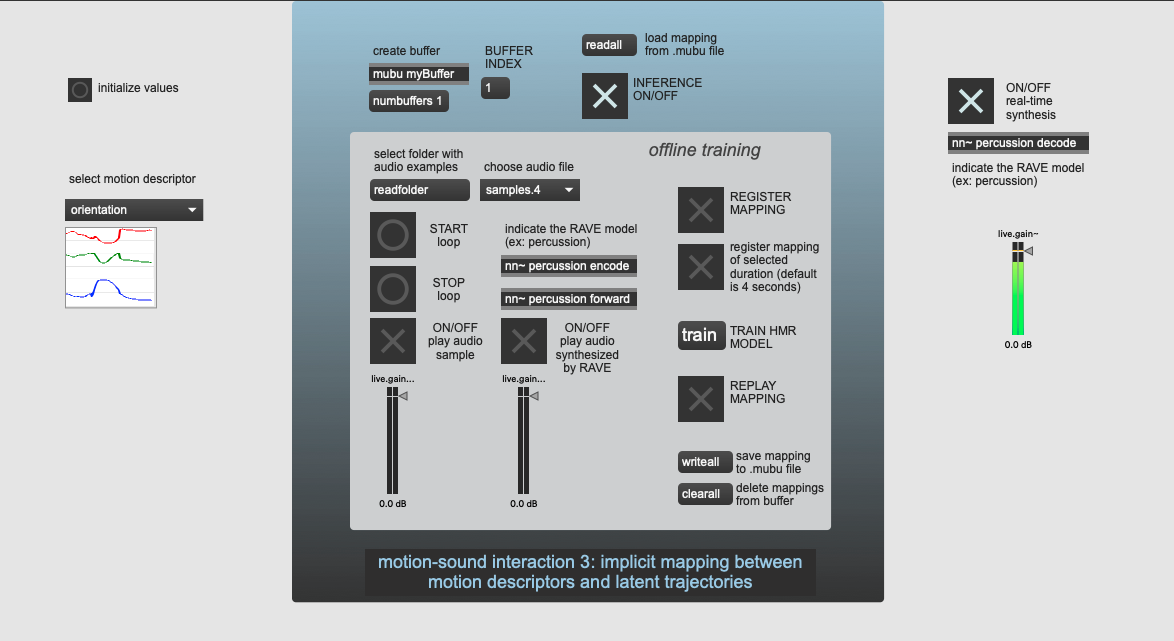 initialize values
select motion descriptor
orientation
create buffer
mubu myBuffer
numbuffers 1
BUFFER
INDEX
1
readall
load mapping
from .mubu file
INFERENCE
ON/OFF
offline training
select folder with
audio examples
readfolder
choose audio file
samples.4
START
loop
STOP
loop
ON/OFF
play audio
sample
live.gain...
0.0 dB
indicate the RAVE model
(ex: percussion)
nn~ percussion encode
nn~ percussion forward
ON/OFF
play audio
synthesized
by RAVE
live.gain...
0.0 dB
REGISTER
MAPPING
register mapping
of selected
duration (default
is 4 seconds)
train
TRAIN HMR
MODEL
REPLAY
MAPPING
writeall
save mapping
to .mubu file
clearall
delete mappings
from buffer
motion-sound interaction 3: implicit mapping between
motion descriptors and latent trajectories
ON/OFF
real-time
synthesis
nn~ percussion decode
indicate the RAVE model
(ex: percussion)
live.gain~
0.0 dB